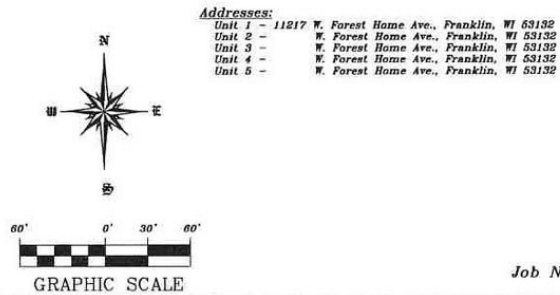 Addresses:
Unit 1 - 11217 W. Forest Home Ave., Franklin, WI 53132
Unit 2 - W. Forest Home Ave., Franklin, WI 53132
Unit 3 - W. Forest Home Ave., Franklin, WI 53132
Unit 4 - W. Forest Home Ave., Franklin, WI 53132
Unit 5 - W. Forest Home Ave., Franklin, WI 53132
N
W E
S
60' 0' 30' 60'
GRAPHIC SCALE
Job N